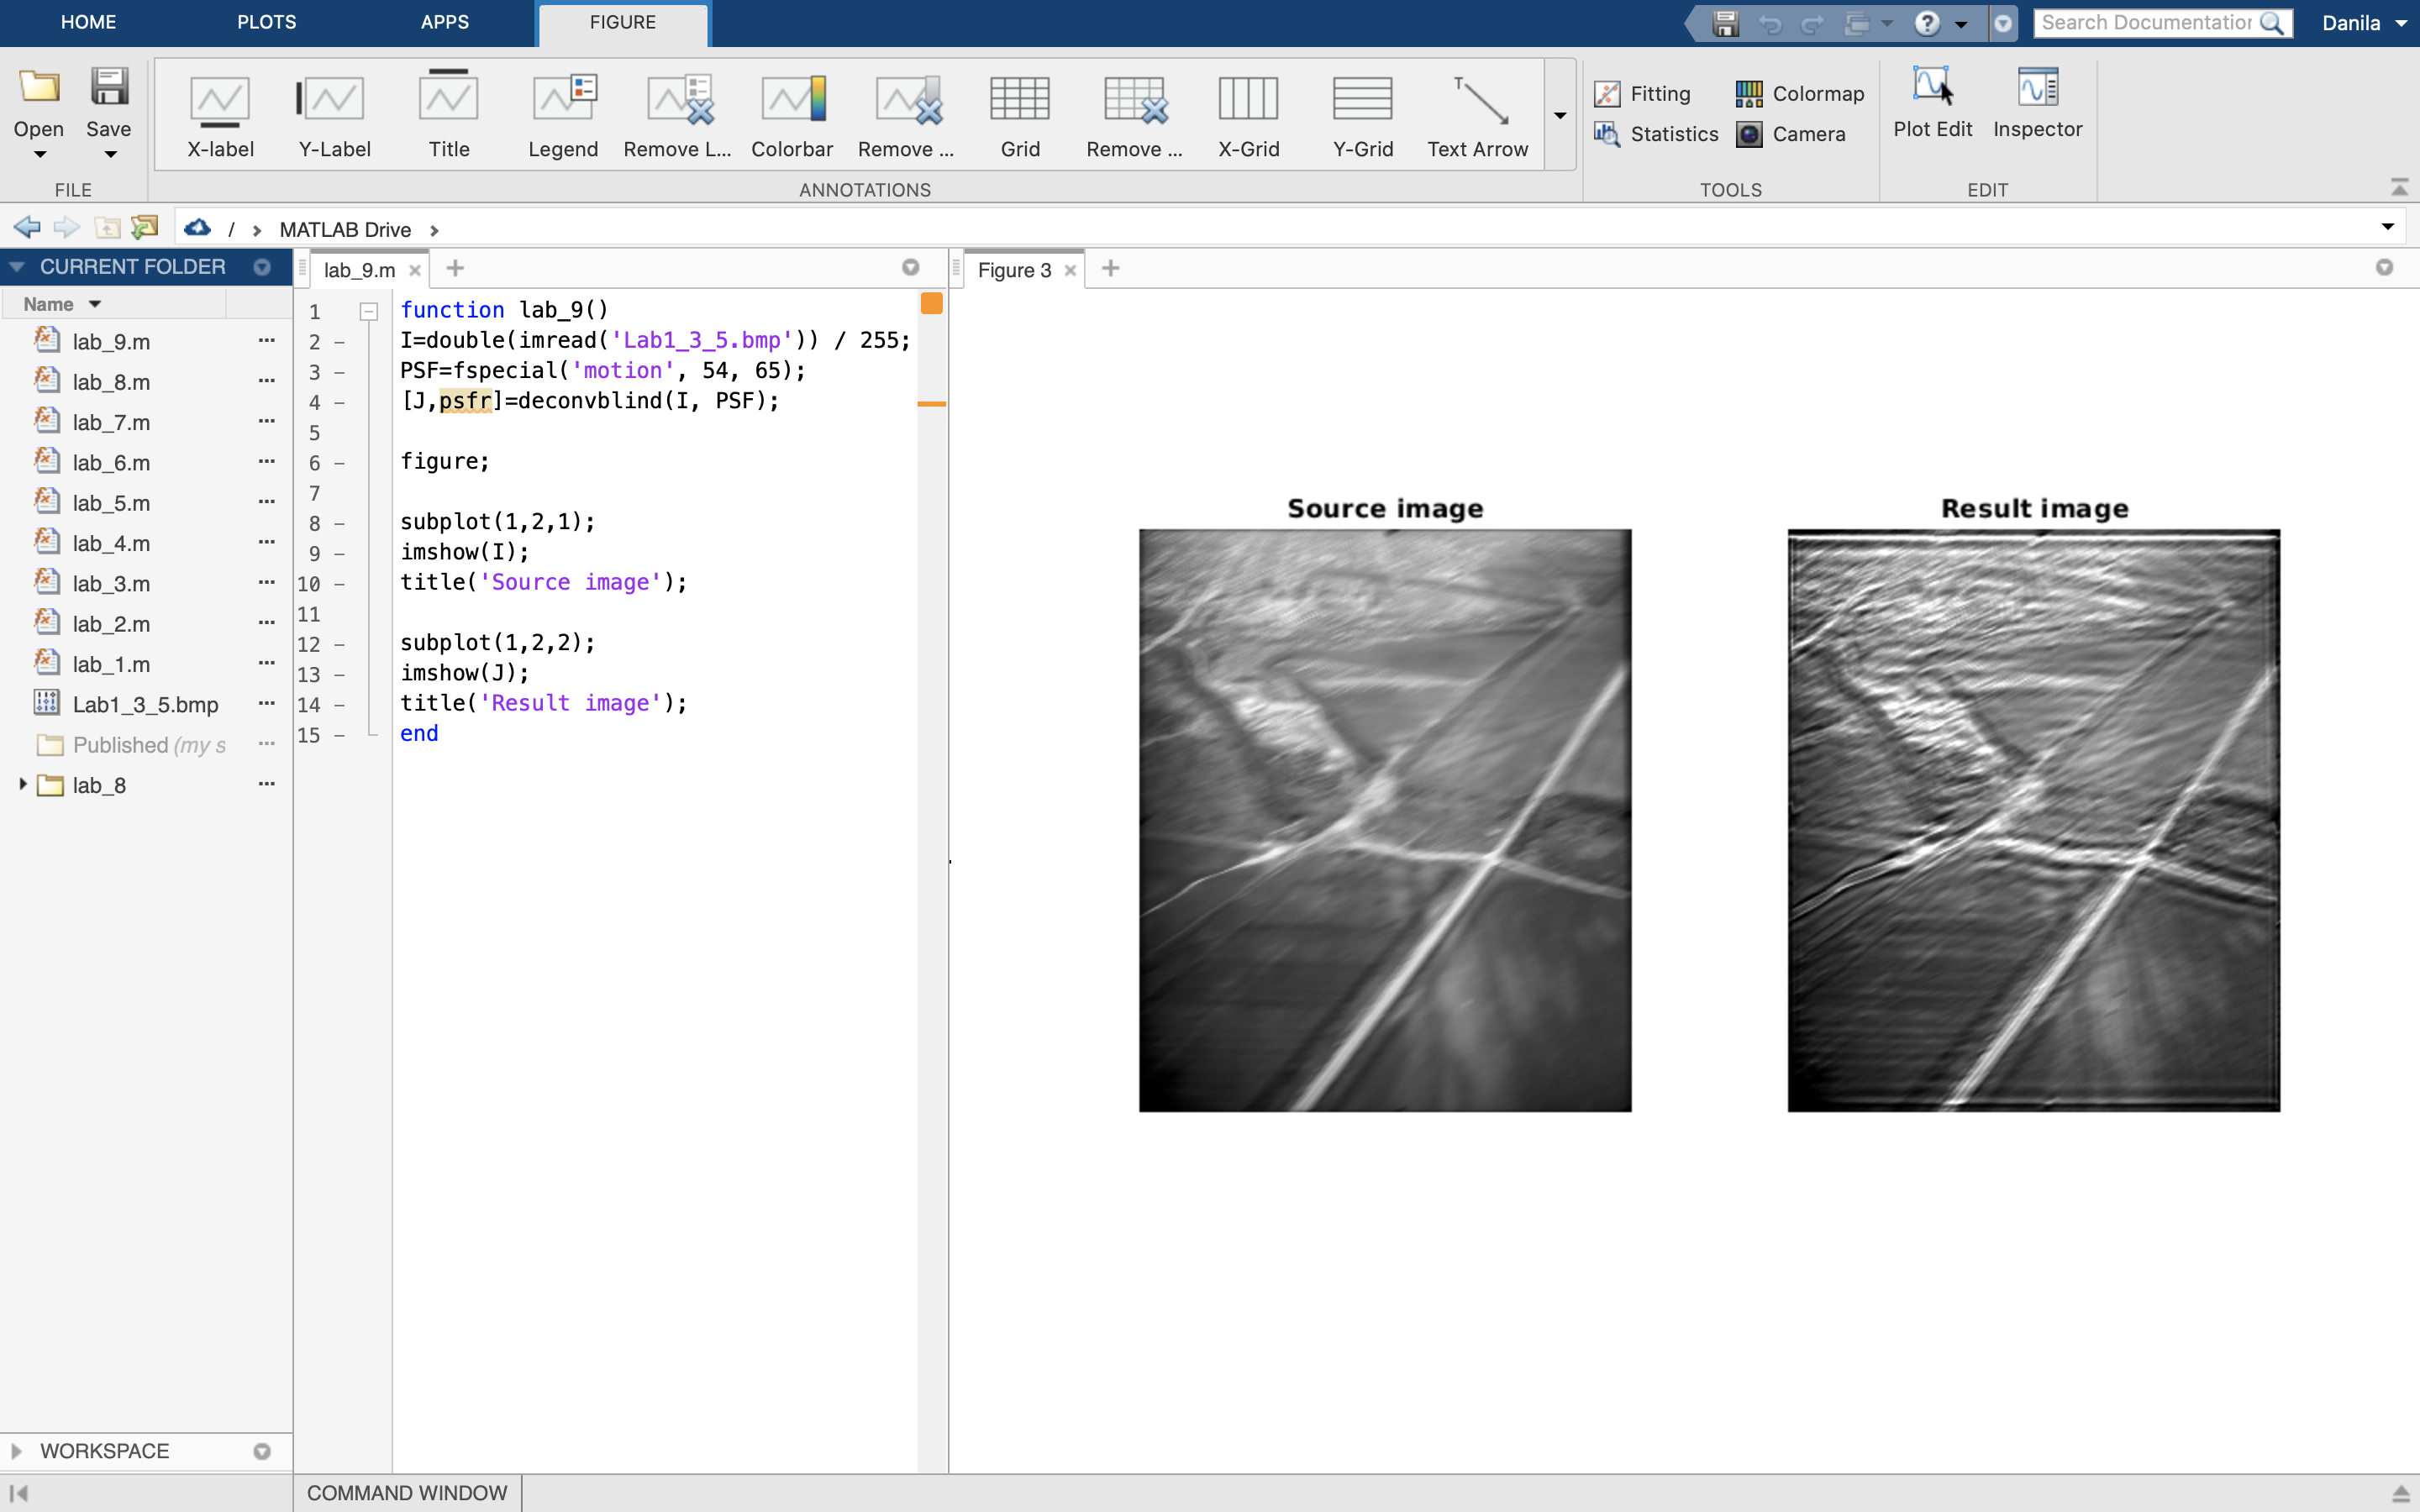 HOME PLOTS APPS FIGURE Search Documentation Danila
Open Save X-label Y-Label Title Legend Remove L... Colorbar Remove ... Grid Remove ... X-Grid Y-Grid Text Arrow Fitting Colormap Statistics Camera Plot Edit Inspector
FILE ANNOTATIONS TOOLS EDIT
/ > MATLAB Drive >
CURRENT FOLDER
Name
lab_9.m ...
lab_8.m ...
lab_7.m ...
lab_6.m ...
lab_5.m ...
lab_4.m ...
lab_3.m ...
lab_2.m ...
lab_1.m ...
Lab1_3_5.bmp ...
Published (my s ...
lab_8 ...
WORKSPACE
lab_9.m × +
1 function lab_9()
2 – I=double(imread('Lab1_3_5.bmp')) / 255;
3 – PSF=fspecial('motion', 54, 65);
4 – [J,psfr]=deconvblind(I, PSF);
5
6 – figure;
7
8 – subplot(1,2,1);
9 – imshow(I);
10 – title('Source image');
11
12 – subplot(1,2,2);
13 – imshow(J);
14 – title('Result image');
15 – end
Figure 3 × +
Source image Result image
COMMAND WINDOW